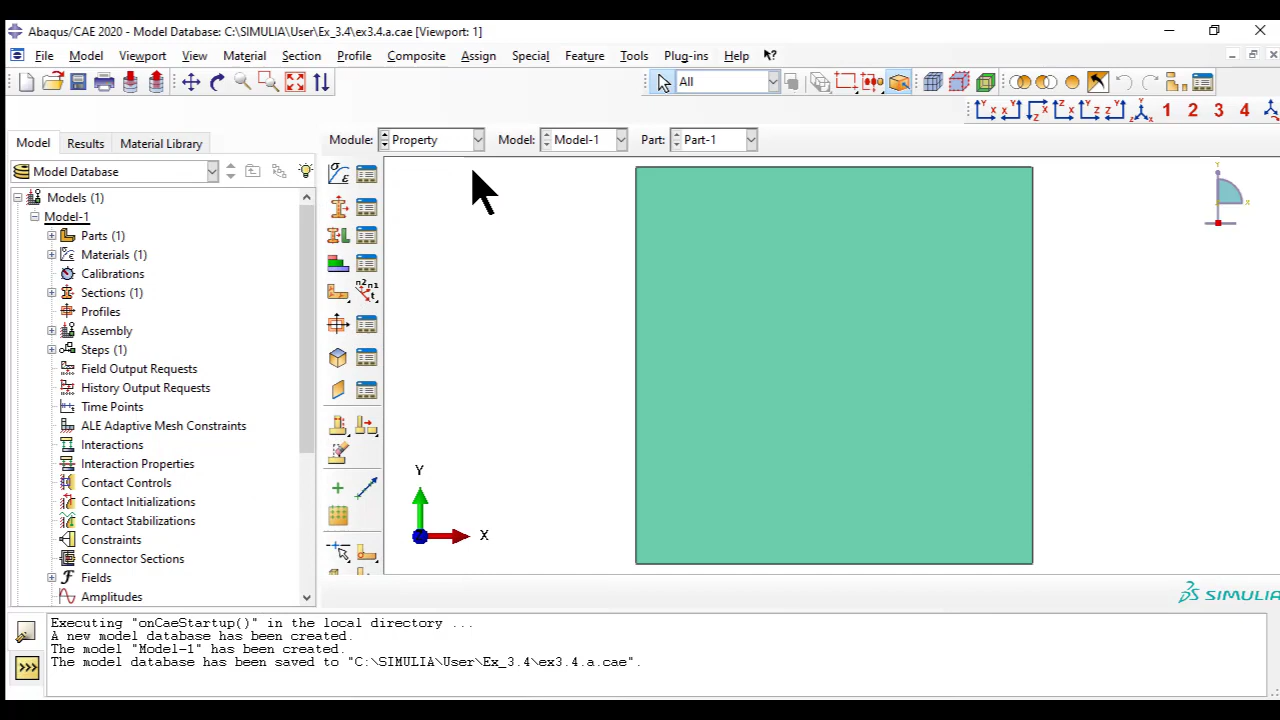 Abaqus/CAE 2020 - Model Database: C:\SIMULIA\User\Ex_3.4\ex3.4.a.cae [Viewport: 1]
File Model Viewport View Material Section Profile Composite Assign Special Feature Tools Plug-ins Help
All
1 2 3 4
Model Results Material Library
Module: Property Model: Model-1 Part: Part-1
Model Database
Models (1)
Model-1
Parts (1)
Materials (1)
Calibrations
Sections (1)
Profiles
Assembly
Steps (1)
Field Output Requests
History Output Requests
Time Points
ALE Adaptive Mesh Constraints
Interactions
Interaction Properties
Contact Controls
Contact Initializations
Contact Stabilizations
Constraints
Connector Sections
Fields
Amplitudes
Y
X
SIMULIA
Executing "onCaeStartup()" in the local directory ...
A new model database has been created.
The model "Model-1" has been created.
The model database has been saved to "C:\SIMULIA\User\Ex_3.4\ex3.4.a.cae".